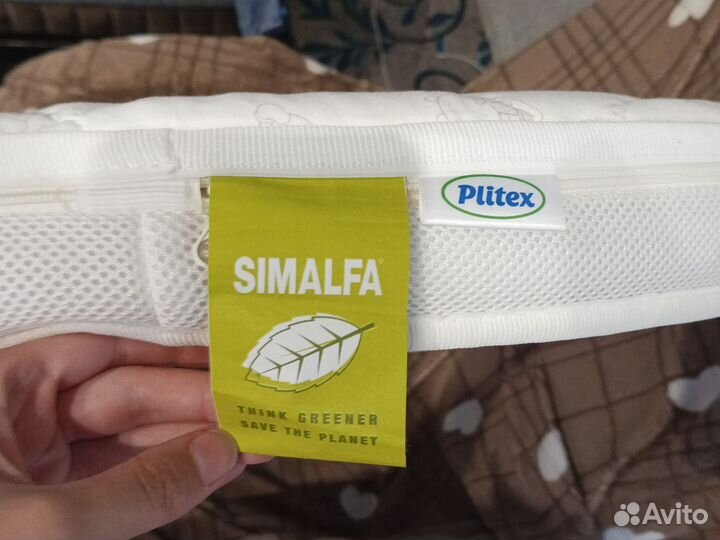 Plitex
SIMALFA®
THINK GREENER
SAVE THE PLANET
Avito